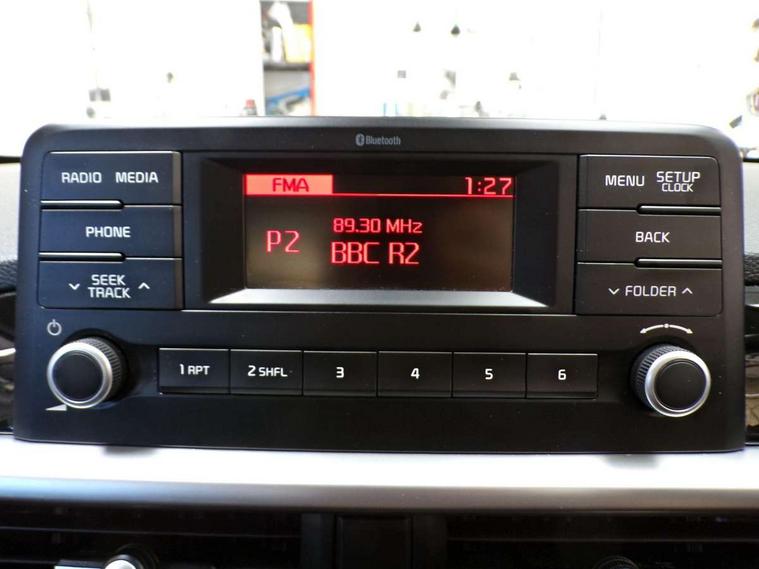 Bluetooth
RADIO MEDIA
PHONE
SEEK
TRACK
FMA 1:27
89.30 MHz
P2 BBC R2
MENU SETUP
CLOCK
BACK
FOLDER
1 RPT 2 SHFL 3 4 5 6